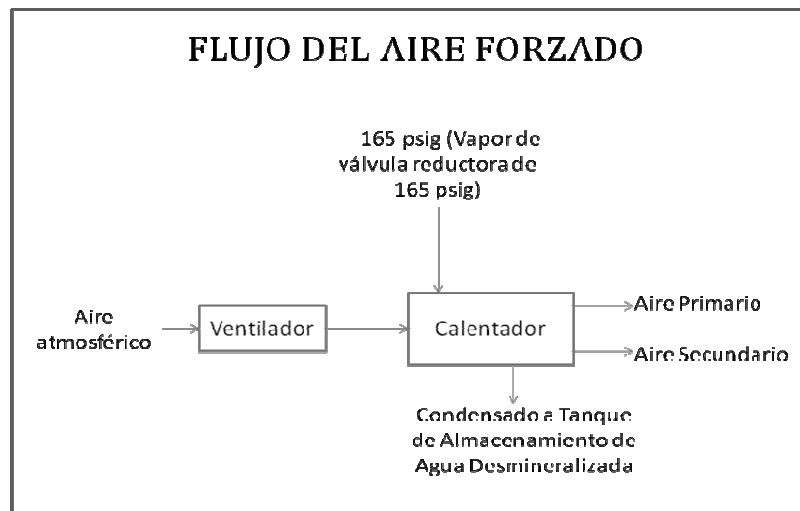 FLUJO DEL AIRE FORZADO
165 psig (Vapor de
válvula reductora de
165 psig)
Aire
atmosférico
Ventilador
Calentador
Aire Primario
Aire Secundario
Condensado a Tanque
de Almacenamiento de
Agua Desmineralizada